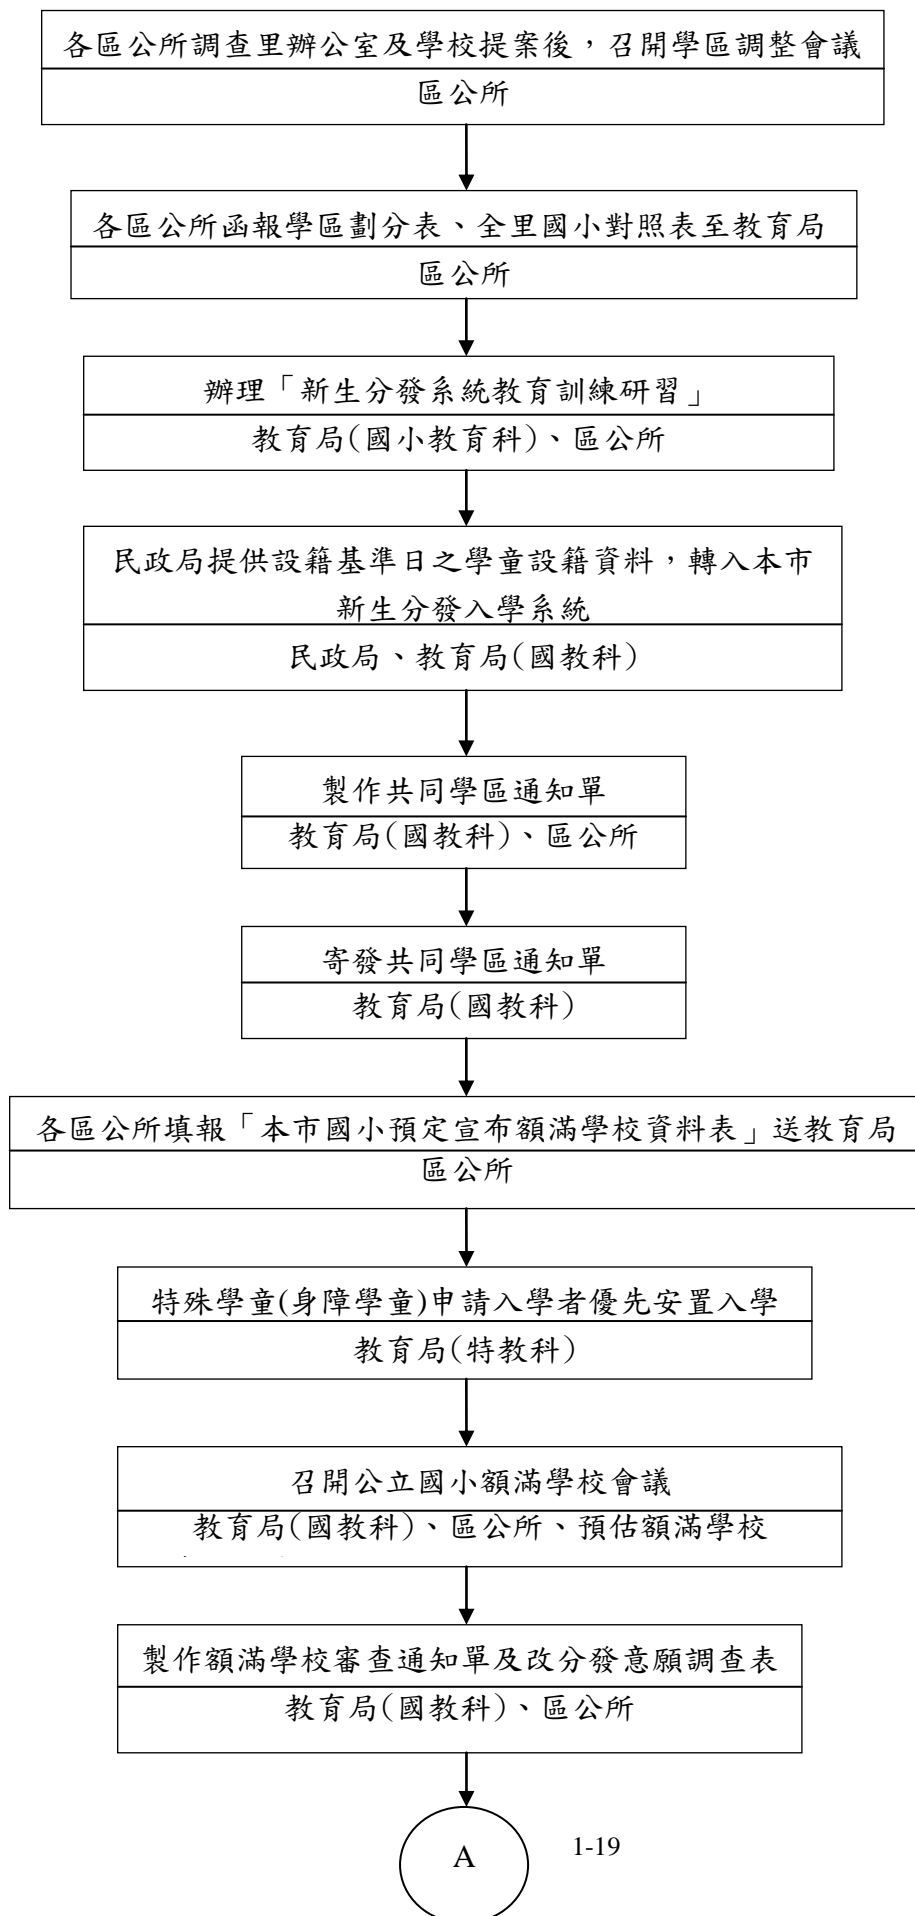 各區公所調查里辦公室及學校提案後，召開學區調整會議
區公所
各區公所函報學區劃分表、全里國小對照表至教育局
區公所
辦理「新生分發系統教育訓練研習」
教育局(國小教育科)、區公所
民政局提供設籍基準日之學童設籍資料，轉入本市
新生分發入學系統
民政局、教育局(國教科)
製作共同學區通知單
教育局(國教科)、區公所
寄發共同學區通知單
教育局(國教科)
各區公所填報「本市國小預定宣布額滿學校資料表」送教育局
區公所
特殊學童(身障學童)申請入學者優先安置入學
教育局(特教科)
召開公立國小額滿學校會議
教育局(國教科)、區公所、預估額滿學校
製作額滿學校審查通知單及改分發意願調查表
教育局(國教科)、區公所
A
1-19